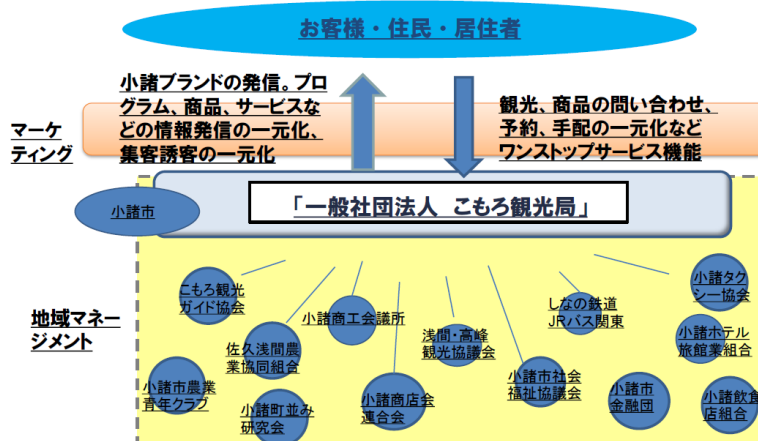 お客様・住民・居住者
小諸ブランドの発信。プロ
グラム、商品、サービスな
どの情報発信の一元化、
集客誘客の一元化
観光、商品の問い合わせ、
予約、手配の一元化など
ワンストップサービス機能
マーケ
ティング
小諸市
「一般社団法人 こもろ観光局」
地域マネー
ジメント
こもろ観光
ガイド協会
小諸商工会議所
しなの鉄道
JRバス関東
小諸タク
シー協会
佐久浅間農
業協同組合
浅間・高峰
観光協議会
小諸ホテル
旅館業組合
小諸市農業
青年クラブ
小諸町並み
研究会
小諸商店会
連合会
小諸市社会
福祉協議会
小諸市
金融団
小諸飲食
店組合